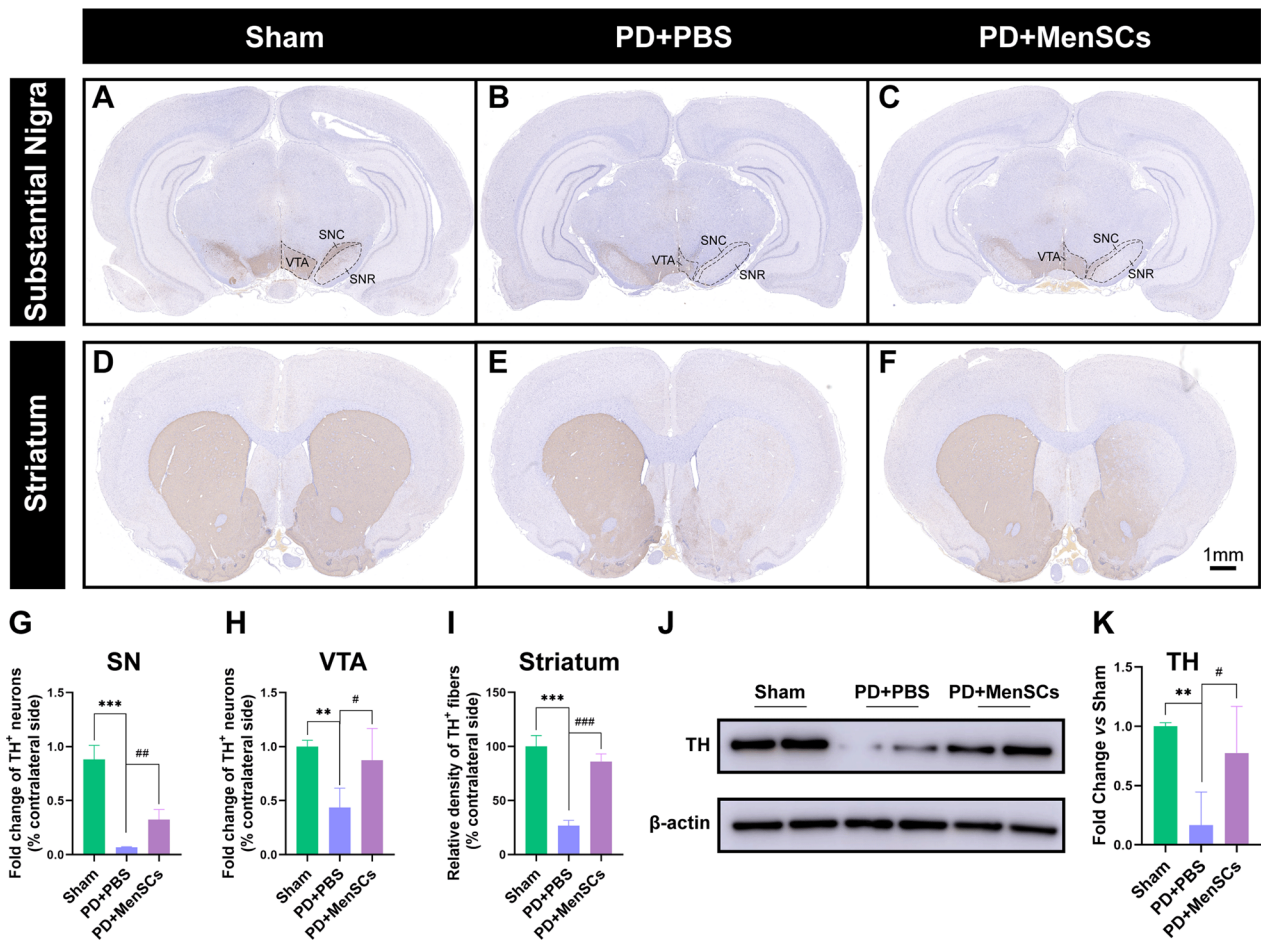 Sham
PD+PBS
PD+MenSCs
Substantial Nigra
A
VTA
SNC
SNR
B
VTA
SNC
SNR
C
VTA
SNC
SNR
Striatum
D
E
F
1mm
G
SN
Fold change of TH⁺ neurons
(% contralateral side)
1.5
1.0
0.5
0.0
***
##
Sham
PD+PBS
PD+MenSCs
H
VTA
Fold change of TH⁺ neurons
(% contralateral side)
1.5
1.0
0.5
0.0
**
#
Sham
PD+PBS
PD+MenSCs
I
Striatum
Relative density of TH⁺ fibers
(% contralateral side)
150
100
50
0
***
###
Sham
PD+PBS
PD+MenSCs
J
Sham
PD+PBS
PD+MenSCs
TH
β-actin
K
TH
Fold Change vs Sham
1.5
1.0
0.5
0.0
**
#
Sham
PD+PBS
PD+MenSCs